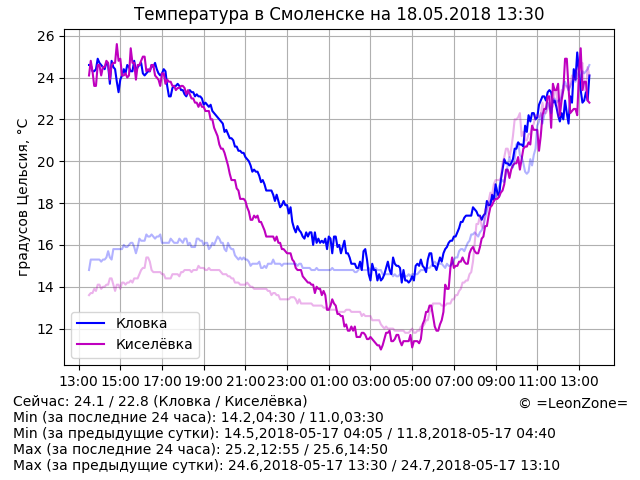 Температура в Смоленске на 18.05.2018 13:30
26
24
22
20
18
16
14
12
градусов Цельсия, °C
Кловка
Киселёвка
13:00 15:00 17:00 19:00 21:00 23:00 01:00 03:00 05:00 07:00 09:00 11:00 13:00
Сейчас: 24.1 / 22.8 (Кловка / Киселёвка)
© =LeonZone=
Min (за последние 24 часа): 14.2,04:30 / 11.0,03:30
Min (за предыдущие сутки): 14.5,2018-05-17 04:05 / 11.8,2018-05-17 04:40
Max (за последние 24 часа): 25.2,12:55 / 25.6,14:50
Max (за предыдущие сутки): 24.6,2018-05-17 13:30 / 24.7,2018-05-17 13:10